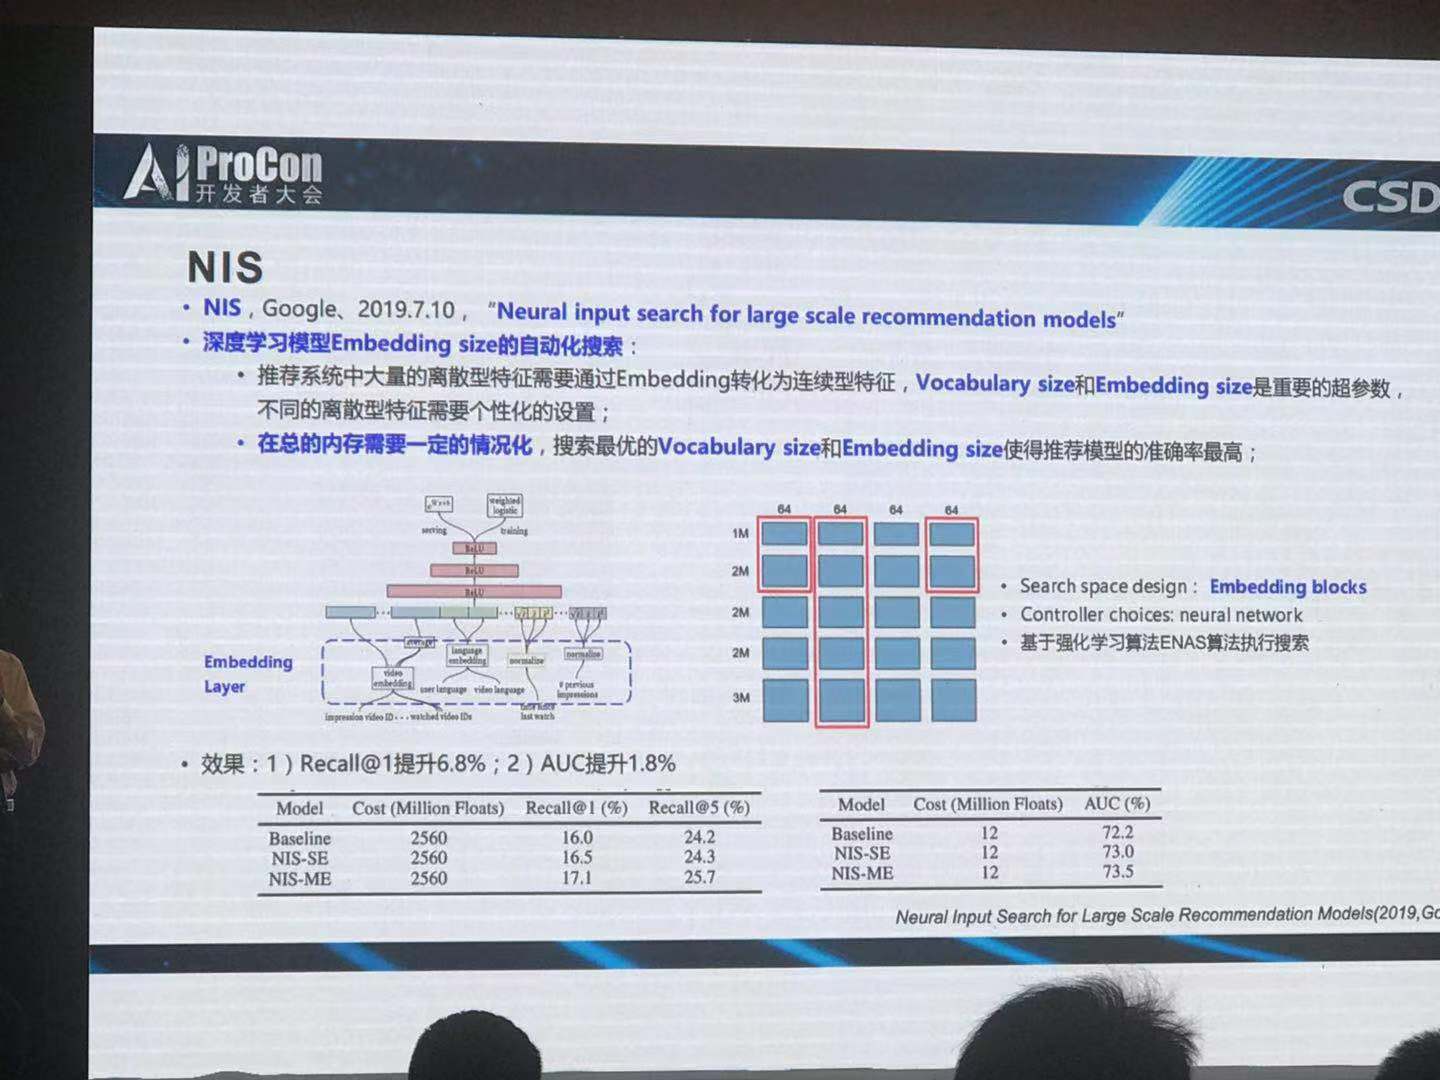 AI ProCon
开发者大会
CSD
NIS
• NIS，Google、2019.7.10，“Neural input search for large scale recommendation models”
• 深度学习模型Embedding size的自动化搜索：
• 推荐系统中大量的离散型特征需要通过Embedding转化为连续型特征，Vocabulary size和Embedding size是重要的超参数，
不同的离散型特征需要个性化的设置；
• 在总的内存需要一定的情况化，搜索最优的Vocabulary size和Embedding size使得推荐模型的准确率最高；
weighted
logistic
serving training
ReLU
ReLU
ReLU
average
language
embedding
normalize
normalize
video
embedding
user language video language
# previous
impressions
time since
last watch
impression video ID watched video IDs
Embedding
Layer
64 64 64 64
1M
2M
2M
2M
3M
• Search space design： Embedding blocks
• Controller choices: neural network
• 基于强化学习算法ENAS算法执行搜索
• 效果：1）Recall@1提升6.8%；2）AUC提升1.8%
Model Cost (Million Floats) Recall@1 (%) Recall@5 (%)
Baseline 2560 16.0 24.2
NIS-SE 2560 16.5 24.3
NIS-ME 2560 17.1 25.7
Model Cost (Million Floats) AUC (%)
Baseline 12 72.2
NIS-SE 12 73.0
NIS-ME 12 73.5
Neural Input Search for Large Scale Recommendation Models(2019,Go